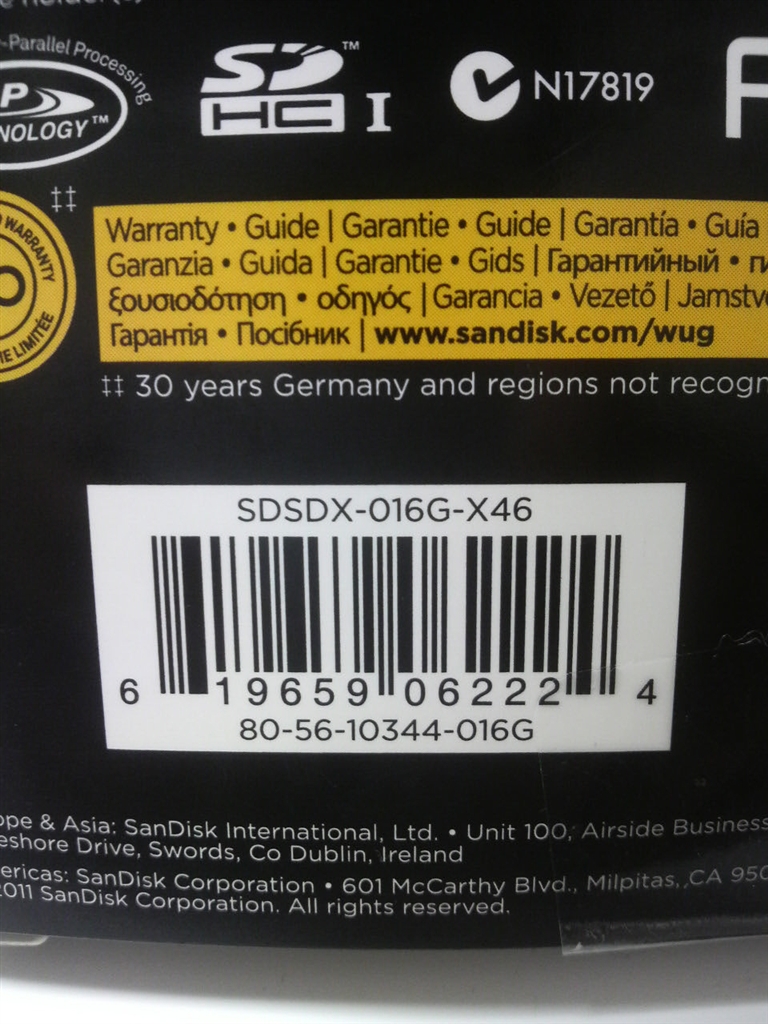 -Parallel Processing
P
NOLOGY™
SD
HC I ™
N17819
‡‡
WARRANTY
LIMITÉE
Warranty • Guide | Garantie • Guide | Garantía • Guía
Garanzia • Guida | Garantie • Gids | Гарантийный •
ξουσιοδότηση • οδηγός | Garancia • Vezető | Jamstvo
Гарантія • Посібник | www.sandisk.com/wug
‡‡ 30 years Germany and regions not recogn
SDSDX-016G-X46
6 19659 06222 4
80-56-10344-016G
ope & Asia: SanDisk International, Ltd. • Unit 100, Airside Business
eshore Drive, Swords, Co Dublin, Ireland
ericas: SanDisk Corporation • 601 McCarthy Blvd., Milpitas, CA 950
2011 SanDisk Corporation. All rights reserved.